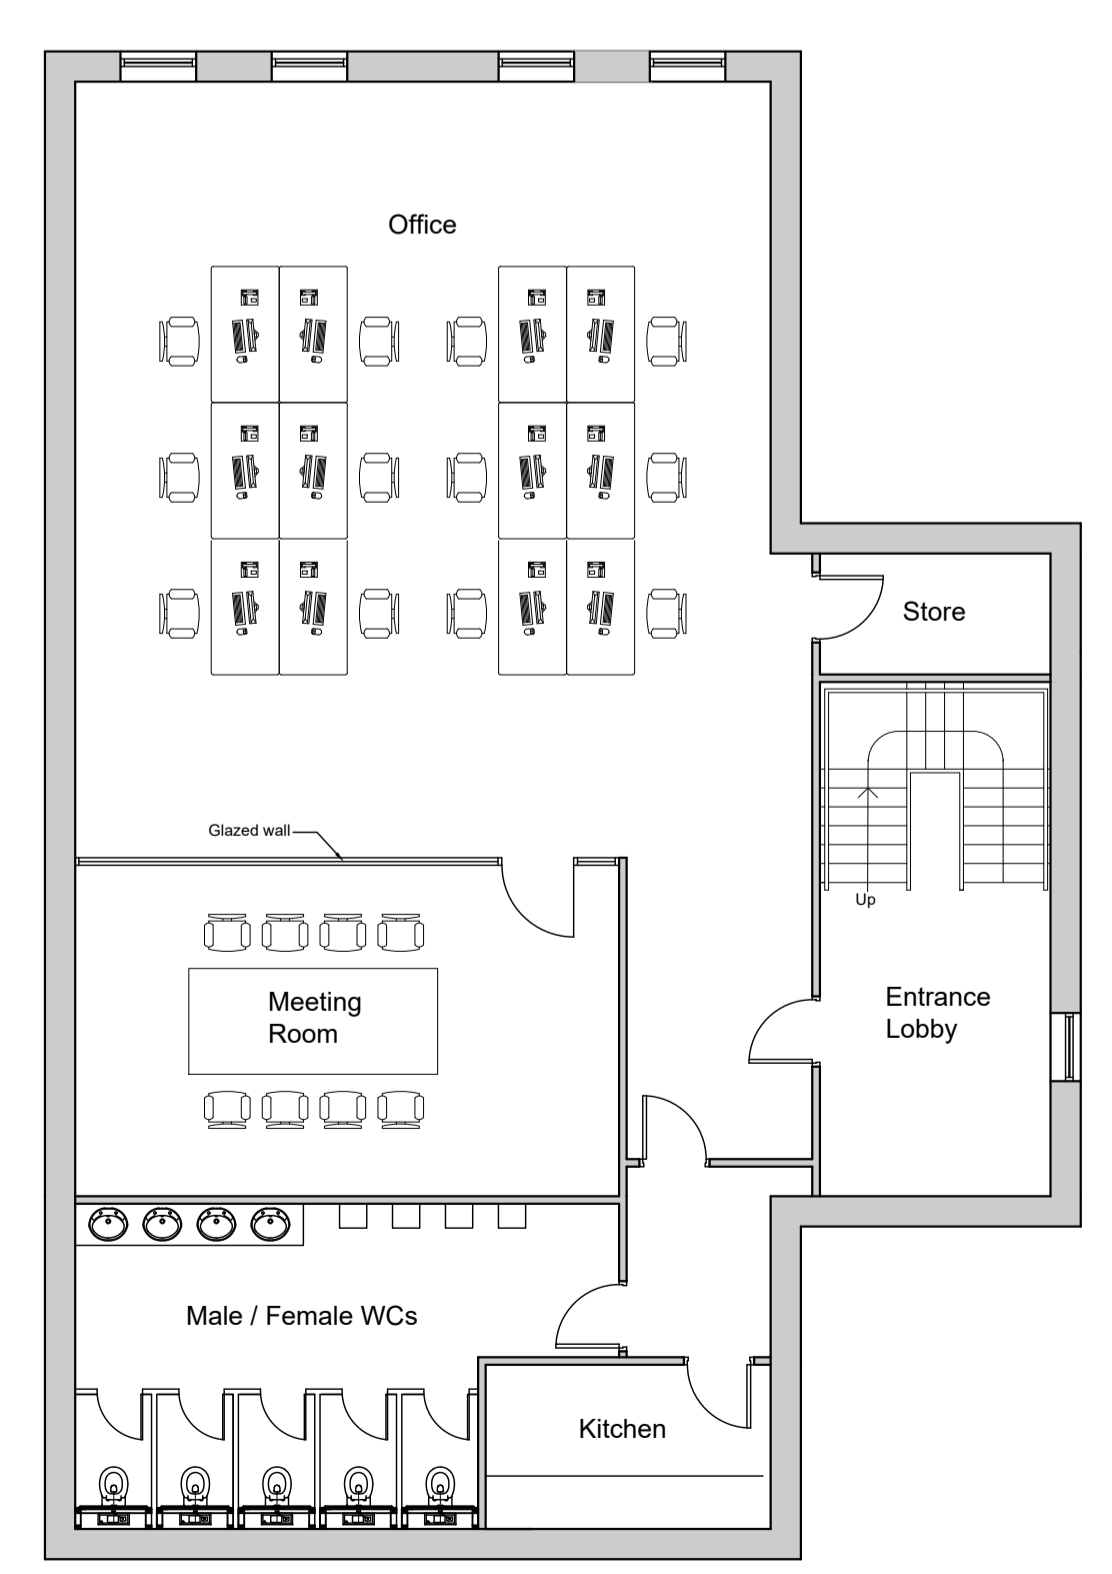 Office
Store
Glazed wall
Up
Meeting
Room
Entrance
Lobby
Male / Female WCs
Kitchen